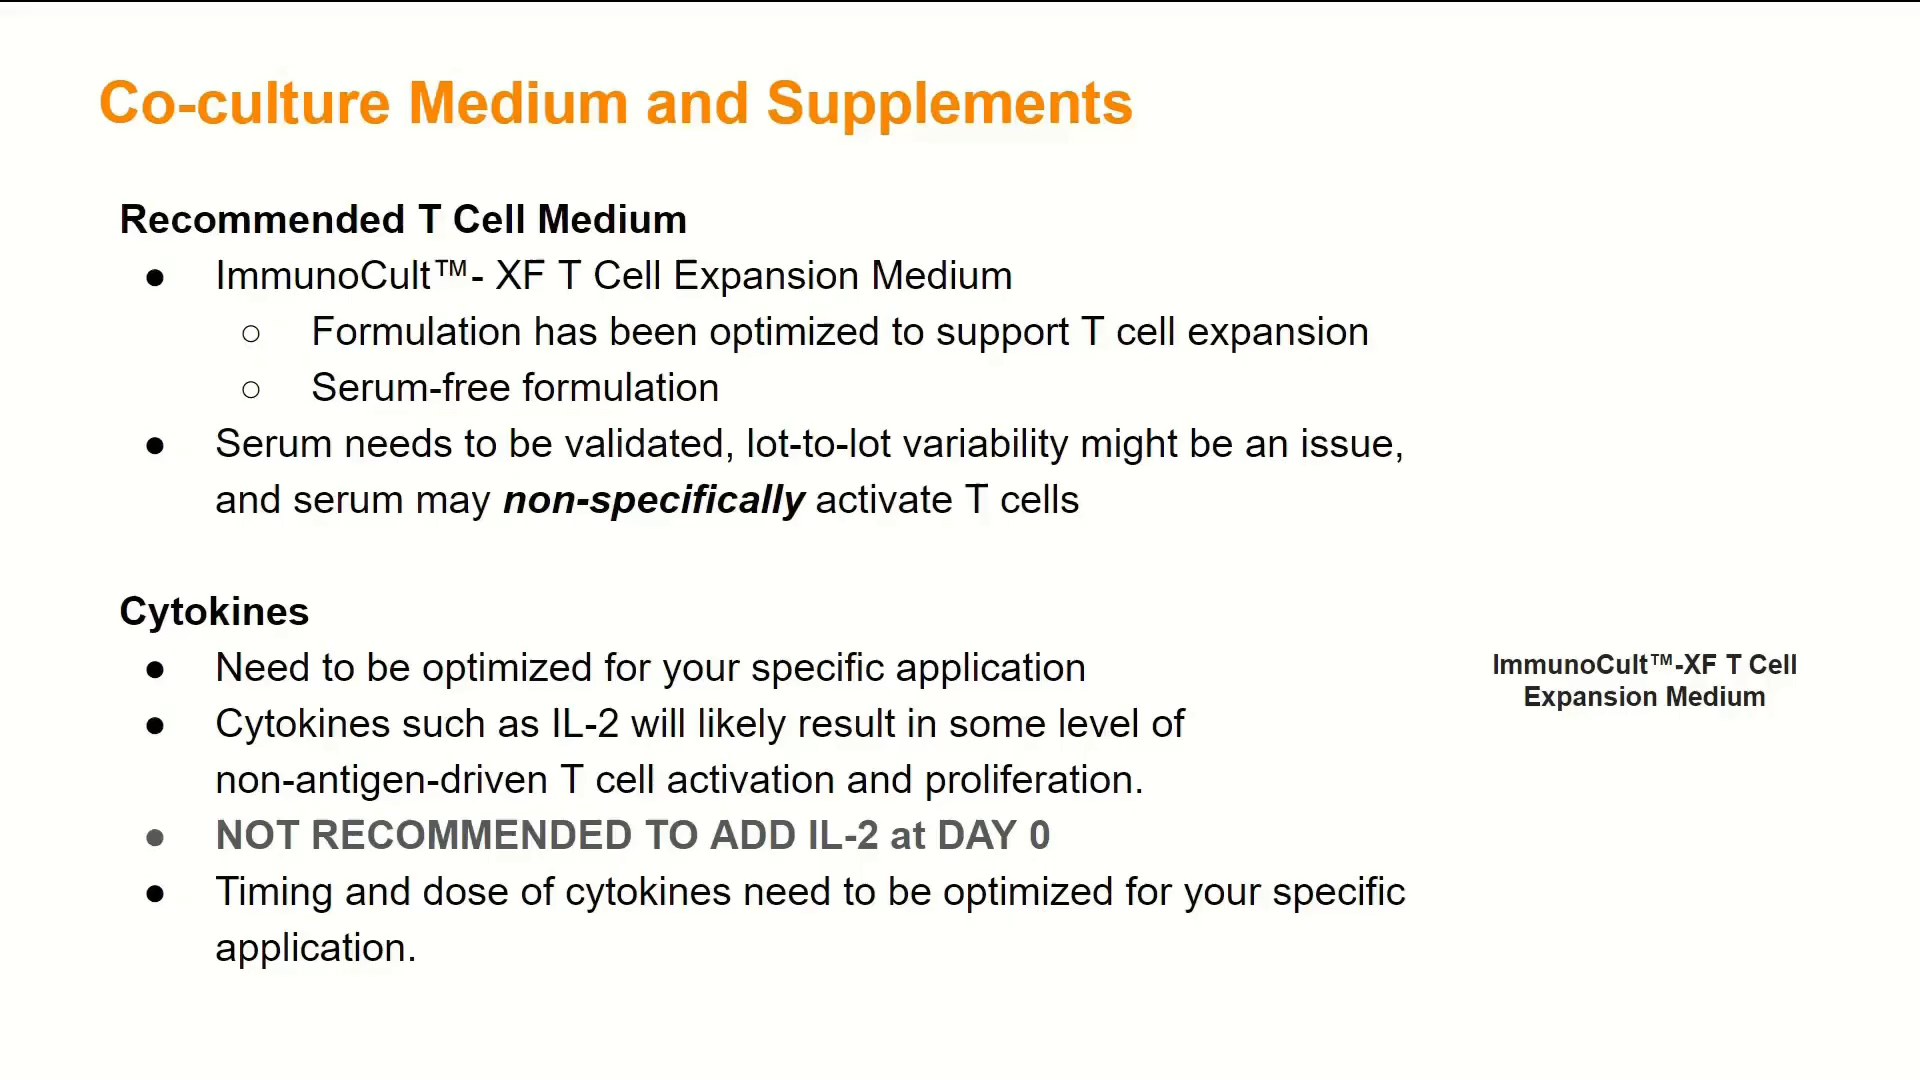 Co-culture Medium and Supplements
Recommended T Cell Medium
● ImmunoCult™- XF T Cell Expansion Medium
○ Formulation has been optimized to support T cell expansion
○ Serum-free formulation
● Serum needs to be validated, lot-to-lot variability might be an issue,
and serum may non-specifically activate T cells
Cytokines
● Need to be optimized for your specific application
● Cytokines such as IL-2 will likely result in some level of
non-antigen-driven T cell activation and proliferation.
● NOT RECOMMENDED TO ADD IL-2 at DAY 0
● Timing and dose of cytokines need to be optimized for your specific
application.
ImmunoCult™-XF T Cell
Expansion Medium